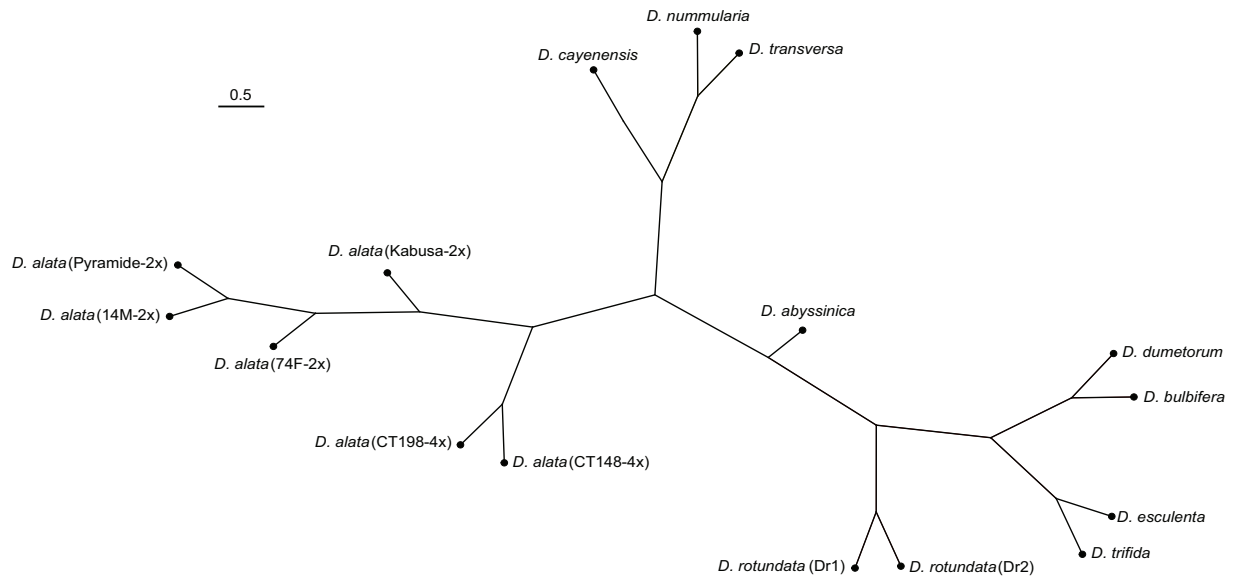 D. nummularia
D. transversa
D. cayenensis
0.5
D. alata (Kabusa-2x)
D. alata (Pyramide-2x)
D. alata (14M-2x)
D. abyssinica
D. alata (74F-2x)
D. dumetorum
D. bulbifera
D. alata (CT198-4x)
D. alata (CT148-4x)
D. esculenta
D. trifida
D. rotundata (Dr1)
D. rotundata (Dr2)